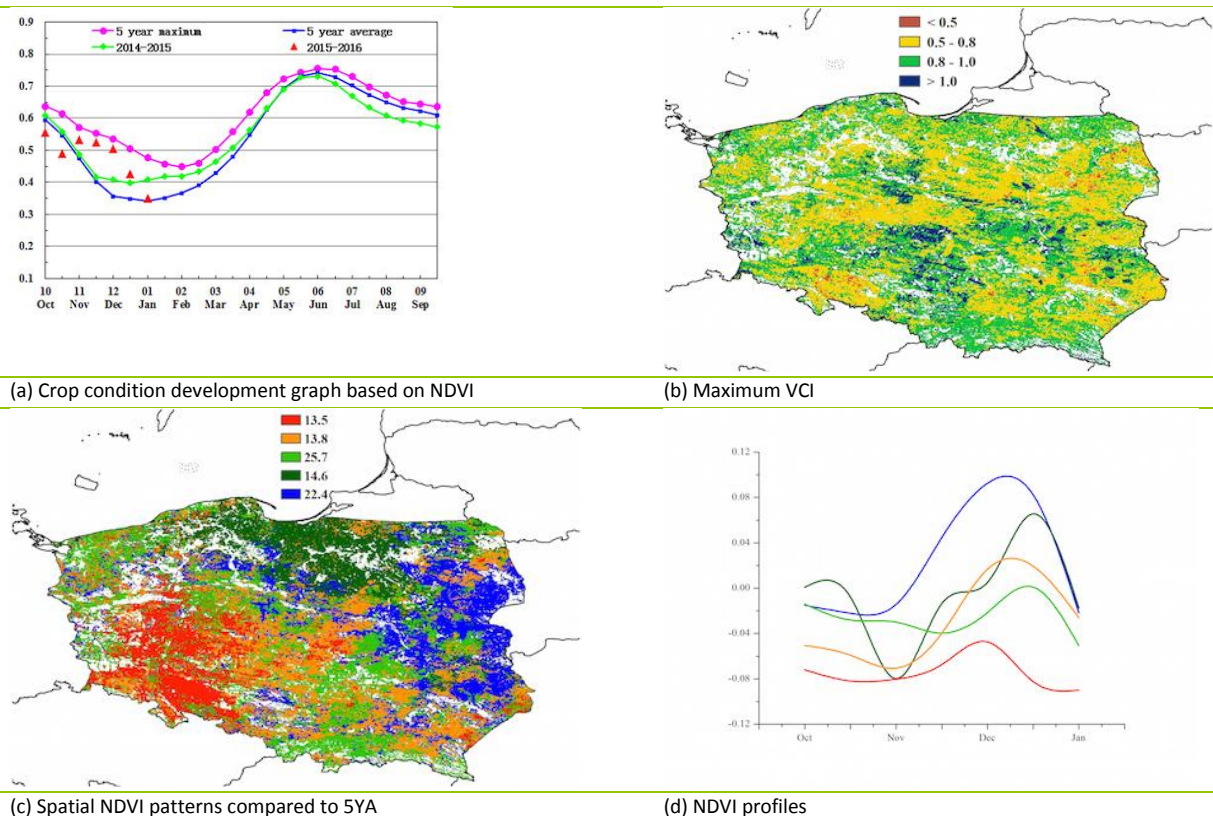 0.9
0.8
0.7
0.6
0.5
0.4
0.3
0.2
0.1
5 year maximum
5 year average
2014-2015
2015-2016
10 11 12 01 02 03 04 05 06 07 08 09
Oct Nov Dec Jan Feb Mar Apr May Jun Jul Aug Sep
< 0.5
0.5 - 0.8
0.8 - 1.0
> 1.0
(a) Crop condition development graph based on NDVI
(b) Maximum VCI
13.5
13.8
25.7
14.6
22.4
0.12
0.08
0.04
0.00
-0.04
-0.08
-0.12
Oct Nov Dec Jan
(c) Spatial NDVI patterns compared to 5YA
(d) NDVI profiles